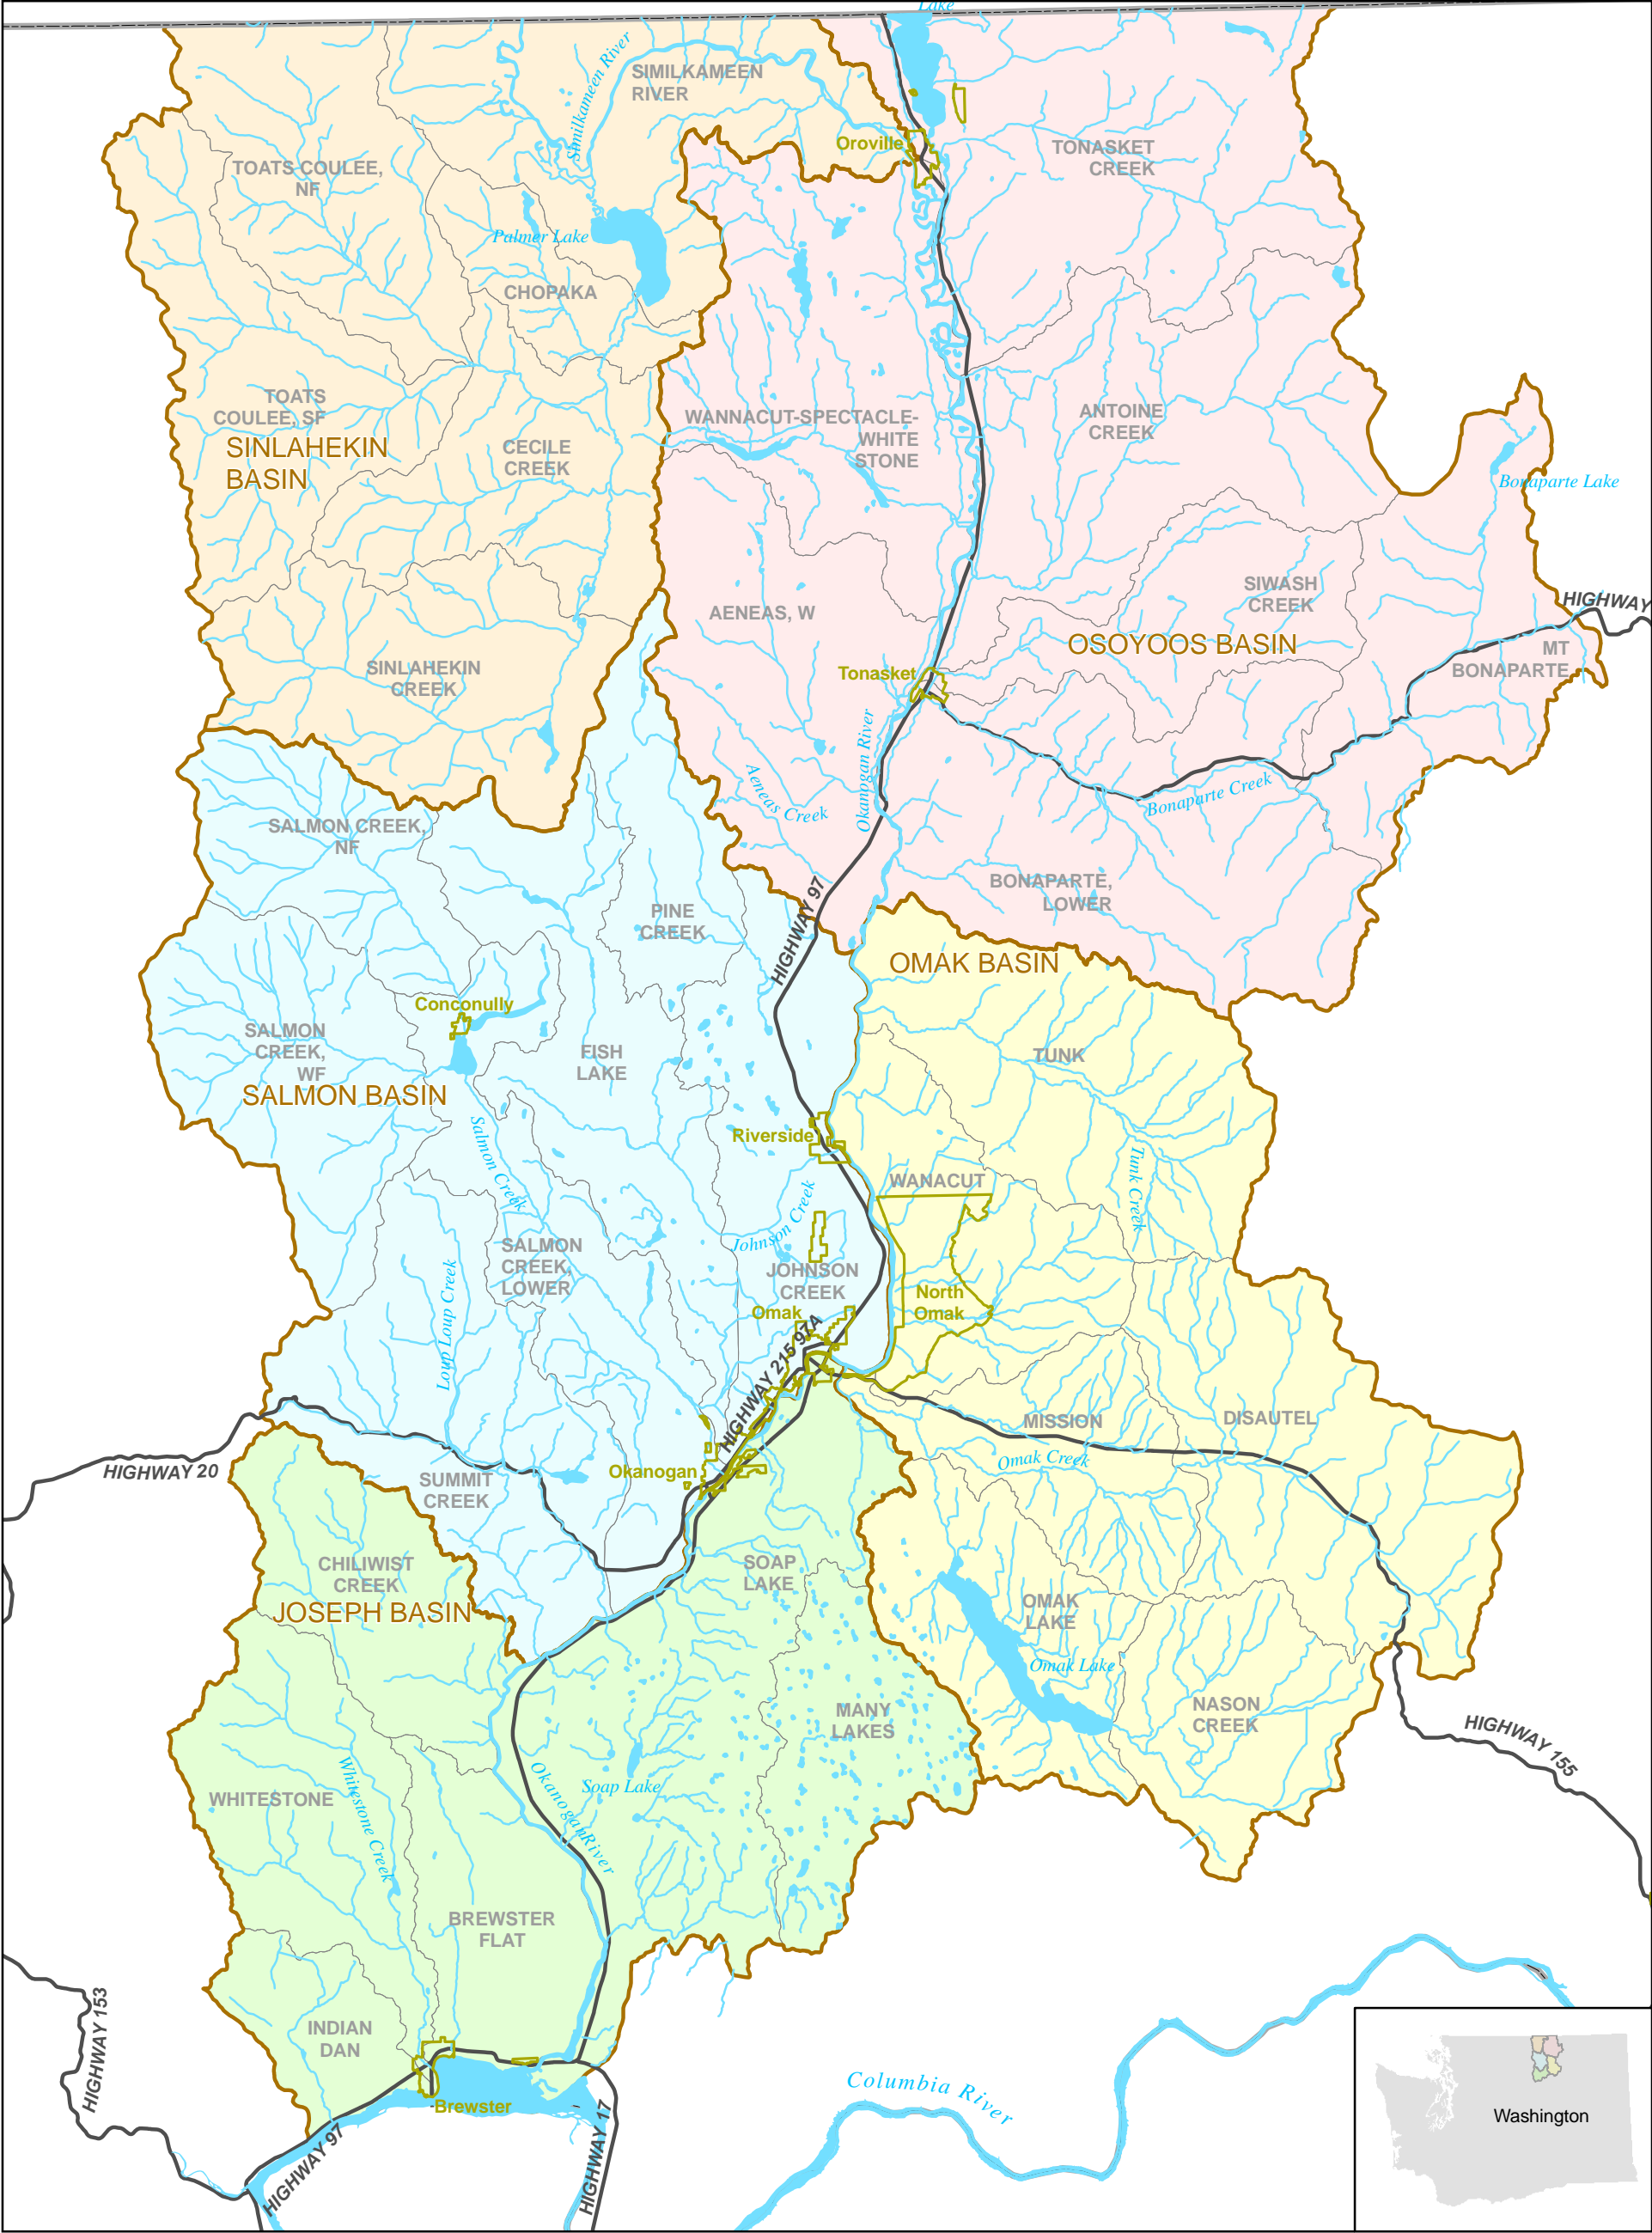 Lake
SIMILKAMEEN
RIVER
Similkameen River
Oroville
TONASKET
CREEK
TOATS COULEE,
NF
Palmer Lake
CHOPAKA
TOATS
COULEE, SF
SINLAHEKIN
BASIN
CECILE
CREEK
WANNACUT-SPECTACLE-
WHITE
STONE
ANTOINE
CREEK
Bonaparte Lake
AENEAS, W
SIWASH
CREEK
HIGHWAY
OSOYOOS BASIN
MT
BONAPARTE
SINLAHEKIN
CREEK
Tonasket
Okanogan River
Aeneas Creek
Bonaparte Creek
SALMON CREEK,
NF
BONAPARTE,
LOWER
PINE
CREEK
HIGHWAY 97
OMAK BASIN
Conconully
SALMON
CREEK,
WF
FISH
LAKE
TUNK
SALMON BASIN
Salmon Creek
Riverside
WANACUT
Tunk Creek
Johnson Creek
SALMON
CREEK,
LOWER
JOHNSON
CREEK
Loup Loup Creek
North
Omak
Omak
HIGHWAY 215 97A
MISSION
DISAUTEL
Omak Creek
HIGHWAY 20
Okanogan
SUMMIT
CREEK
CHILIWIST
CREEK
SOAP
LAKE
JOSEPH BASIN
OMAK
LAKE
Omak Lake
MANY
LAKES
NASON
CREEK
HIGHWAY 155
WHITESTONE
Whitestone Creek
Okanogan River
Soap Lake
BREWSTER
FLAT
INDIAN
DAN
HIGHWAY 153
Brewster
Columbia River
HIGHWAY 97
HIGHWAY 17
Washington